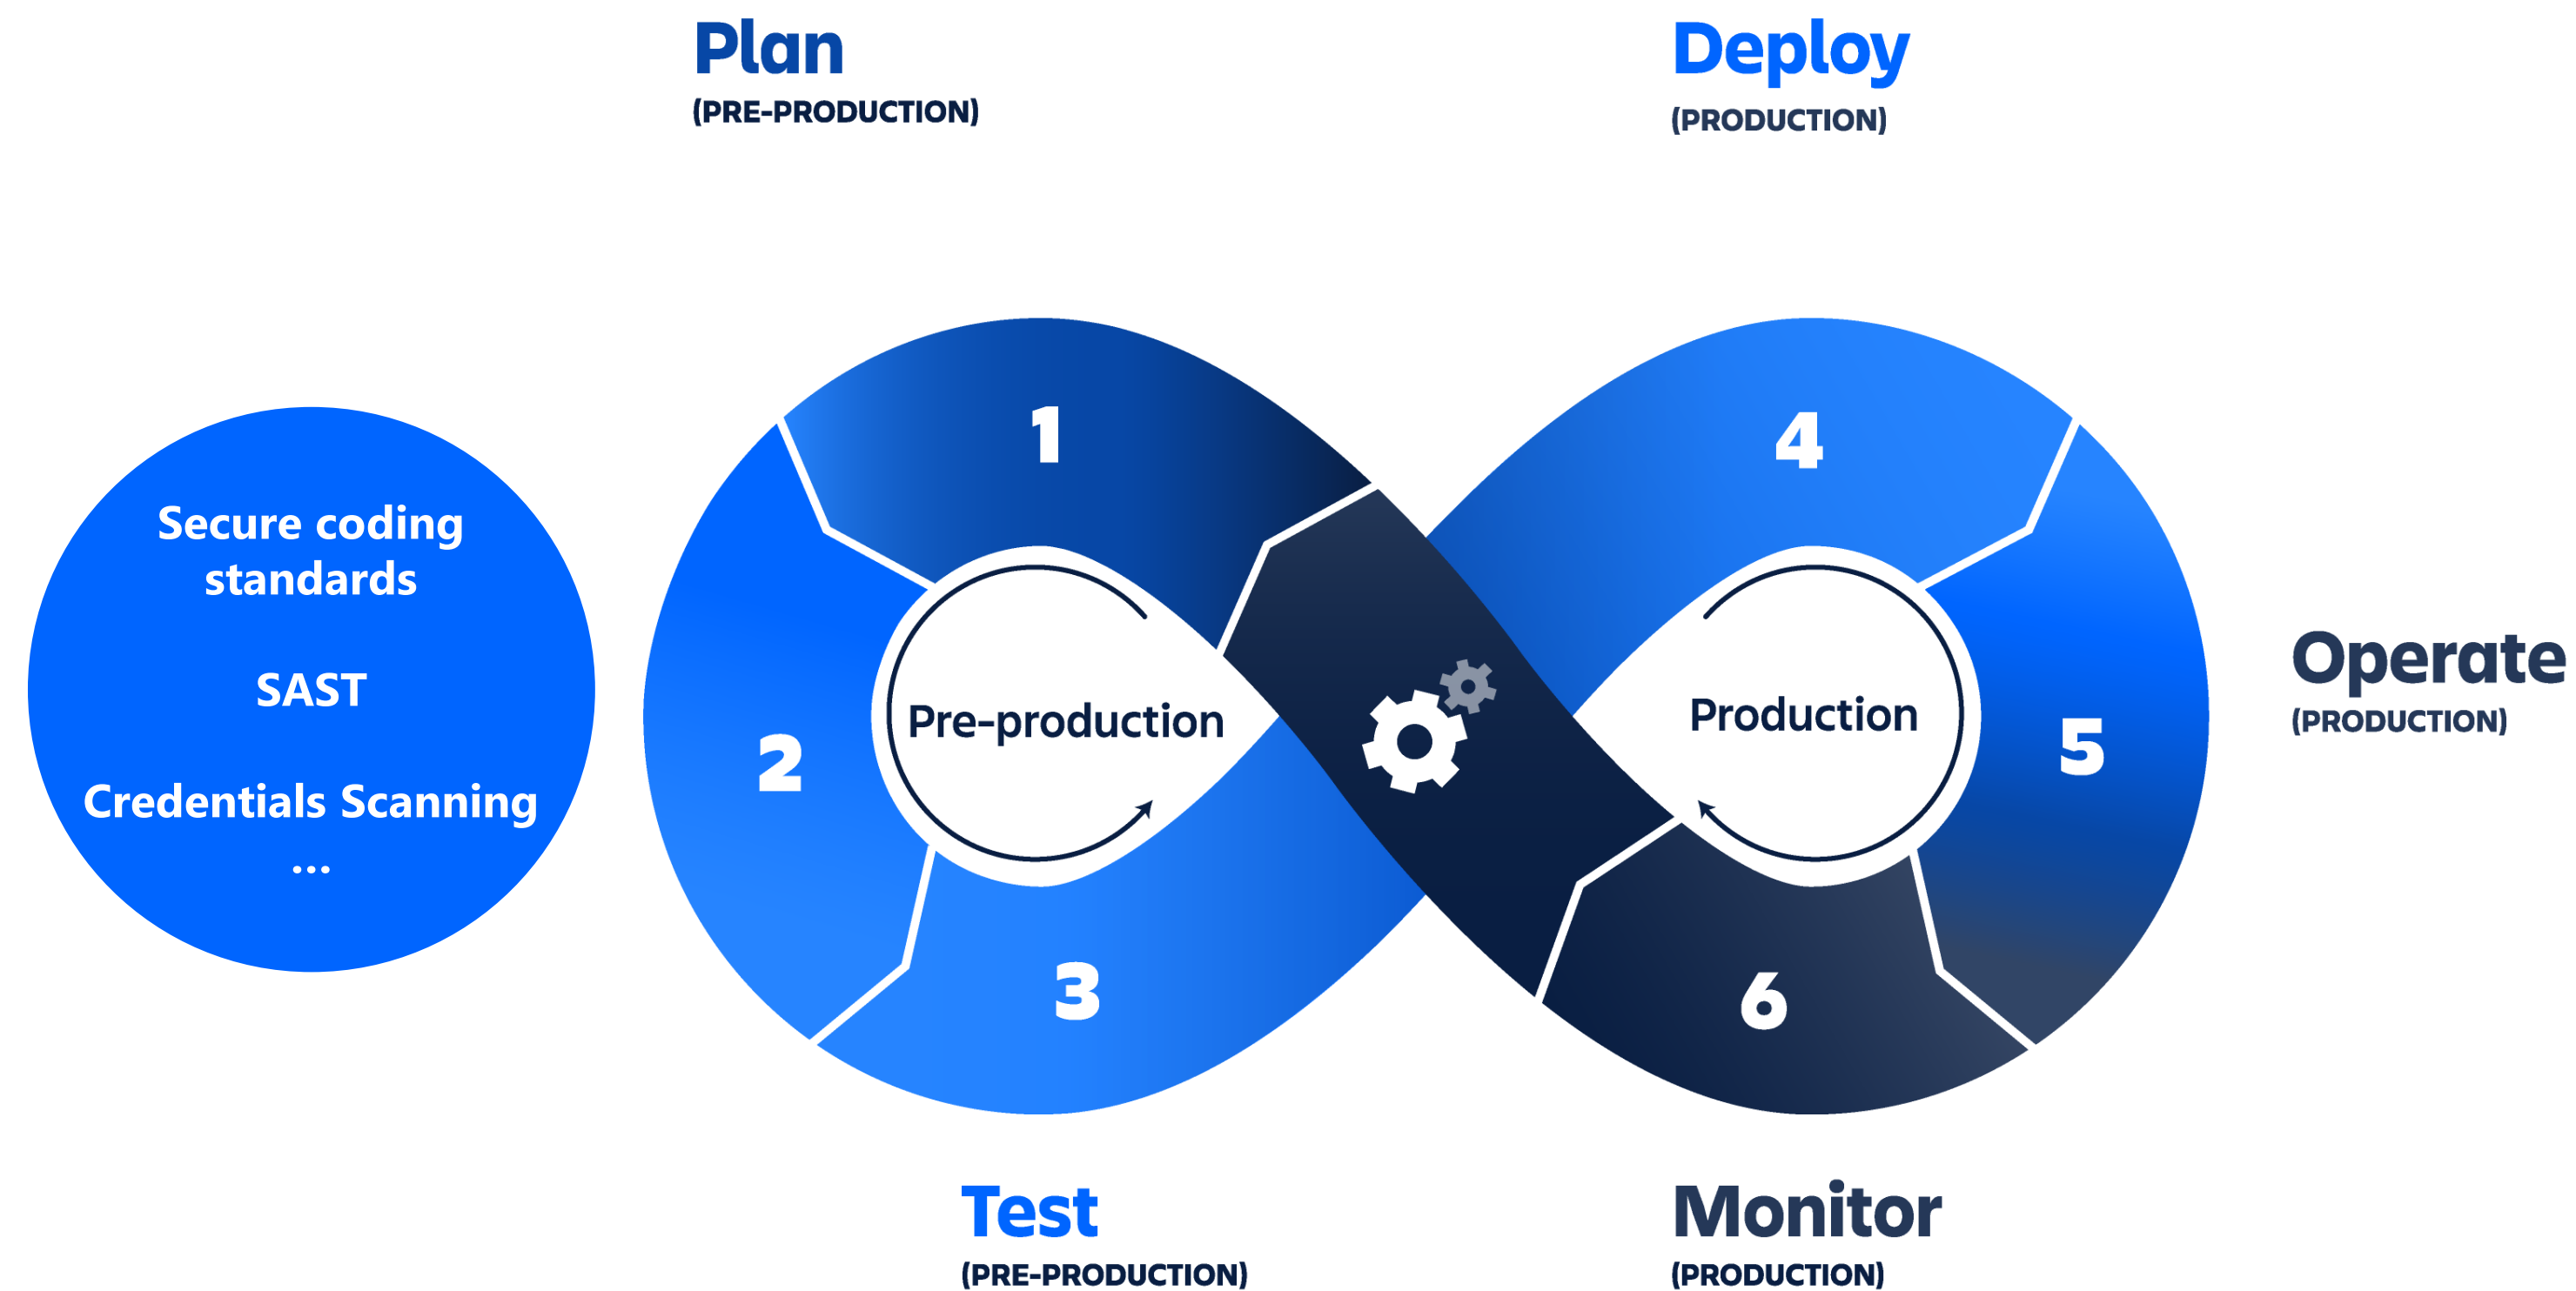 Plan
(PRE-PRODUCTION)
Deploy
(PRODUCTION)
1
4
Secure coding
standards
SAST
Credentials Scanning
...
2
Pre-production
Production
5
Operate
(PRODUCTION)
3
6
Test
(PRE-PRODUCTION)
Monitor
(PRODUCTION)